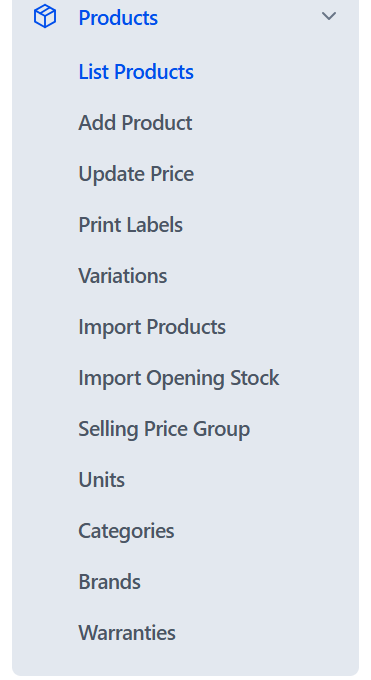 Products
List Products
Add Product
Update Price
Print Labels
Variations
Import Products
Import Opening Stock
Selling Price Group
Units
Categories
Brands
Warranties